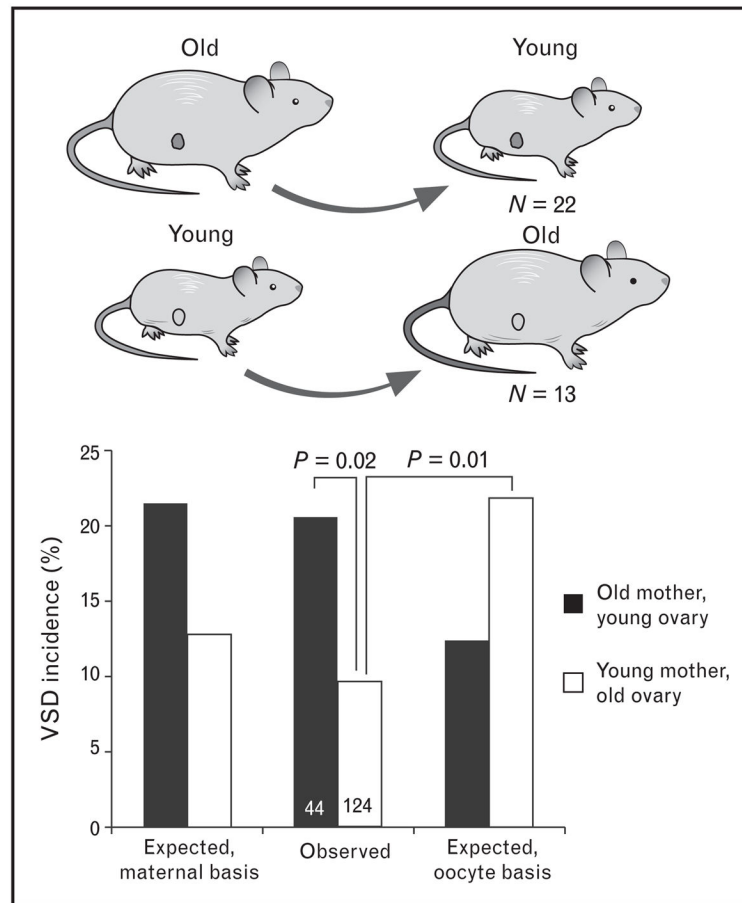 Old
Young
N = 22
Young
Old
N = 13
25
20
15
10
5
0
VSD incidence (%)
P = 0.02
P = 0.01
44
124
Expected,
maternal basis
Observed
Expected,
oocyte basis
Old mother,
young ovary
Young mother,
old ovary